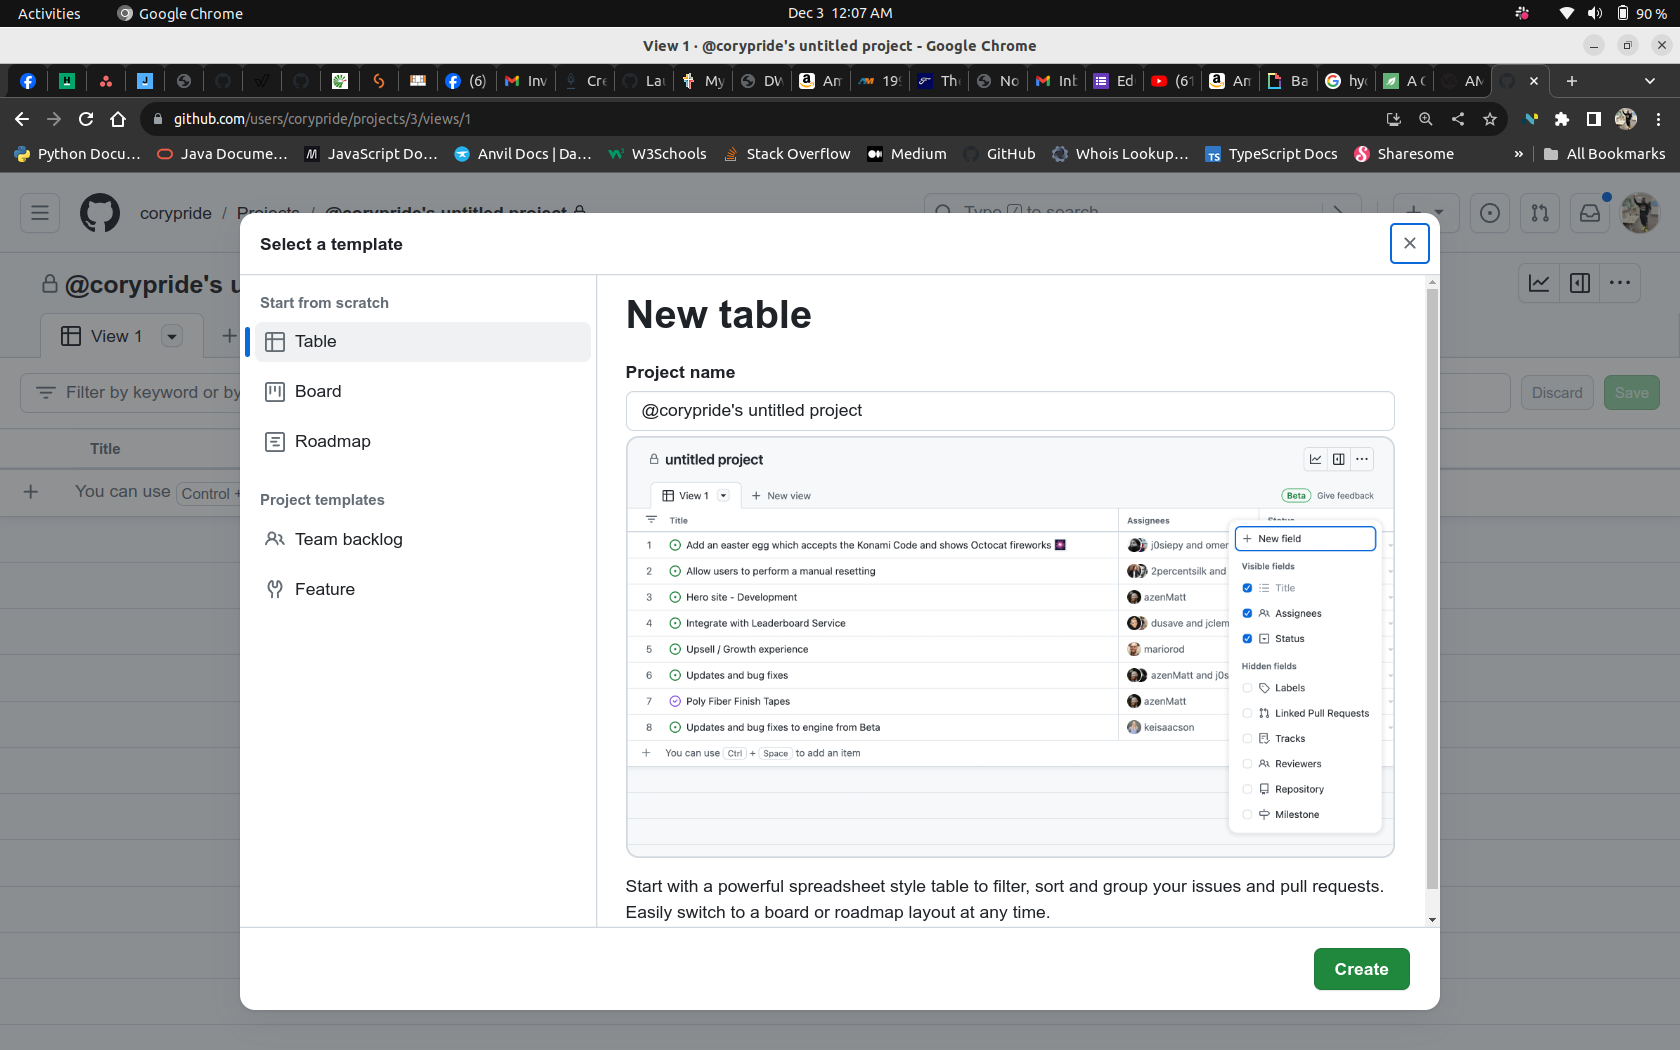 Activities Google Chrome Dec 3 12:07 AM 90 %
View 1 · @corypride's untitled project - Google Chrome
(6) Inv Cre Lau My DW Am 199 The No Inb Ed (61 Am Ba hyd A C AM
github.com/users/corypride/projects/3/views/1
Python Docu... Java Docume... JavaScript Do... Anvil Docs | Da... W3Schools Stack Overflow Medium GitHub Whois Lookup... TypeScript Docs Sharesome » All Bookmarks
corypride / Projects / @corypride's untitled project Type / to search
Select a template
@corypride's u
Start from scratch
View 1
Table
Board
Roadmap
Filter by keyword or by
Discard Save
Title
You can use Control +
Project templates
Team backlog
Feature
New table
Project name
@corypride's untitled project
untitled project
View 1 New view Beta Give feedback
Title Assignees Status
1 Add an easter egg which accepts the Konami Code and shows Octocat fireworks j0siepy and omer
2 Allow users to perform a manual resetting 2percentsilk and
3 Hero site - Development azenMatt
4 Integrate with Leaderboard Service dusave and jclem
5 Upsell / Growth experience mariorod
6 Updates and bug fixes azenMatt and j0s
7 Poly Fiber Finish Tapes azenMatt
8 Updates and bug fixes to engine from Beta keisaacson
+ You can use Ctrl + Space to add an item
+ New field
Visible fields
Title
Assignees
Status
Hidden fields
Labels
Linked Pull Requests
Tracks
Reviewers
Repository
Milestone
Start with a powerful spreadsheet style table to filter, sort and group your issues and pull requests.
Easily switch to a board or roadmap layout at any time.
Create